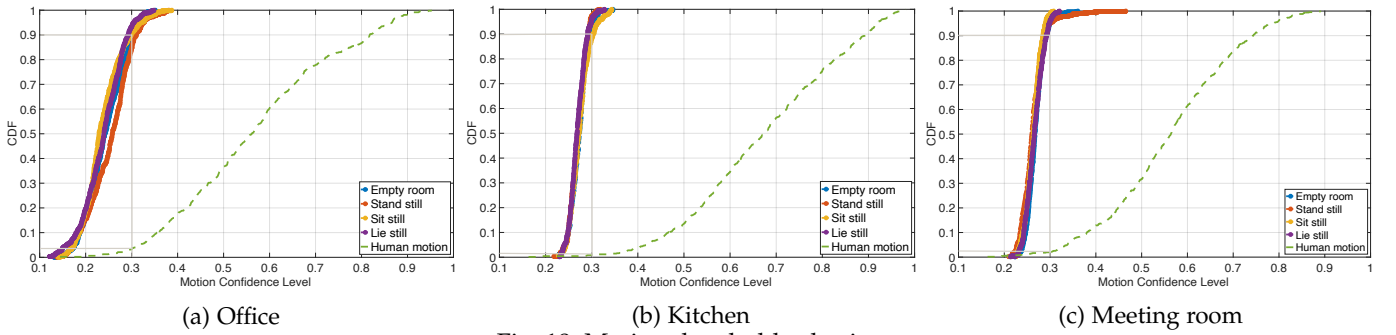 1
0.9
0.8
0.7
0.6
0.5
0.4
0.3
0.2
0.1
0
CDF
Empty room
Stand still
Sit still
Lie still
Human motion
0.1 0.2 0.3 0.4 0.5 0.6 0.7 0.8 0.9 1
Motion Confidence Level
(a) Office
1
0.9
0.8
0.7
0.6
0.5
0.4
0.3
0.2
0.1
0
CDF
Empty room
Stand still
Sit still
Lie still
Human motion
0.1 0.2 0.3 0.4 0.5 0.6 0.7 0.8 0.9 1
Motion Confidence Level
(b) Kitchen
1
0.9
0.8
0.7
0.6
0.5
0.4
0.3
0.2
0.1
0
CDF
Empty room
Stand still
Sit still
Lie still
Human motion
0.1 0.2 0.3 0.4 0.5 0.6 0.7 0.8 0.9 1
Motion Confidence Level
(c) Meeting room